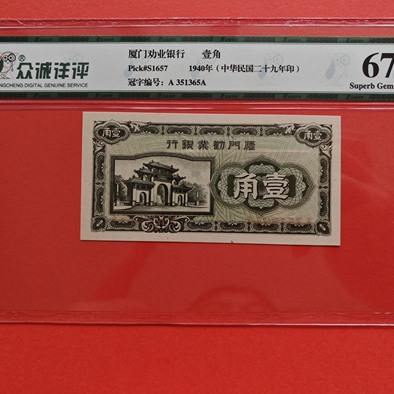 众诚评评
ZHONGCHENG DIGITAL GENUINE SERVICE
厦门劝业银行 壹角
Pick#S1657 1940年(中华民国二十九年印)
冠字编号: A 351365A
67
Superb Gem
壹角
角壹
行銀業勸門廈
角壹